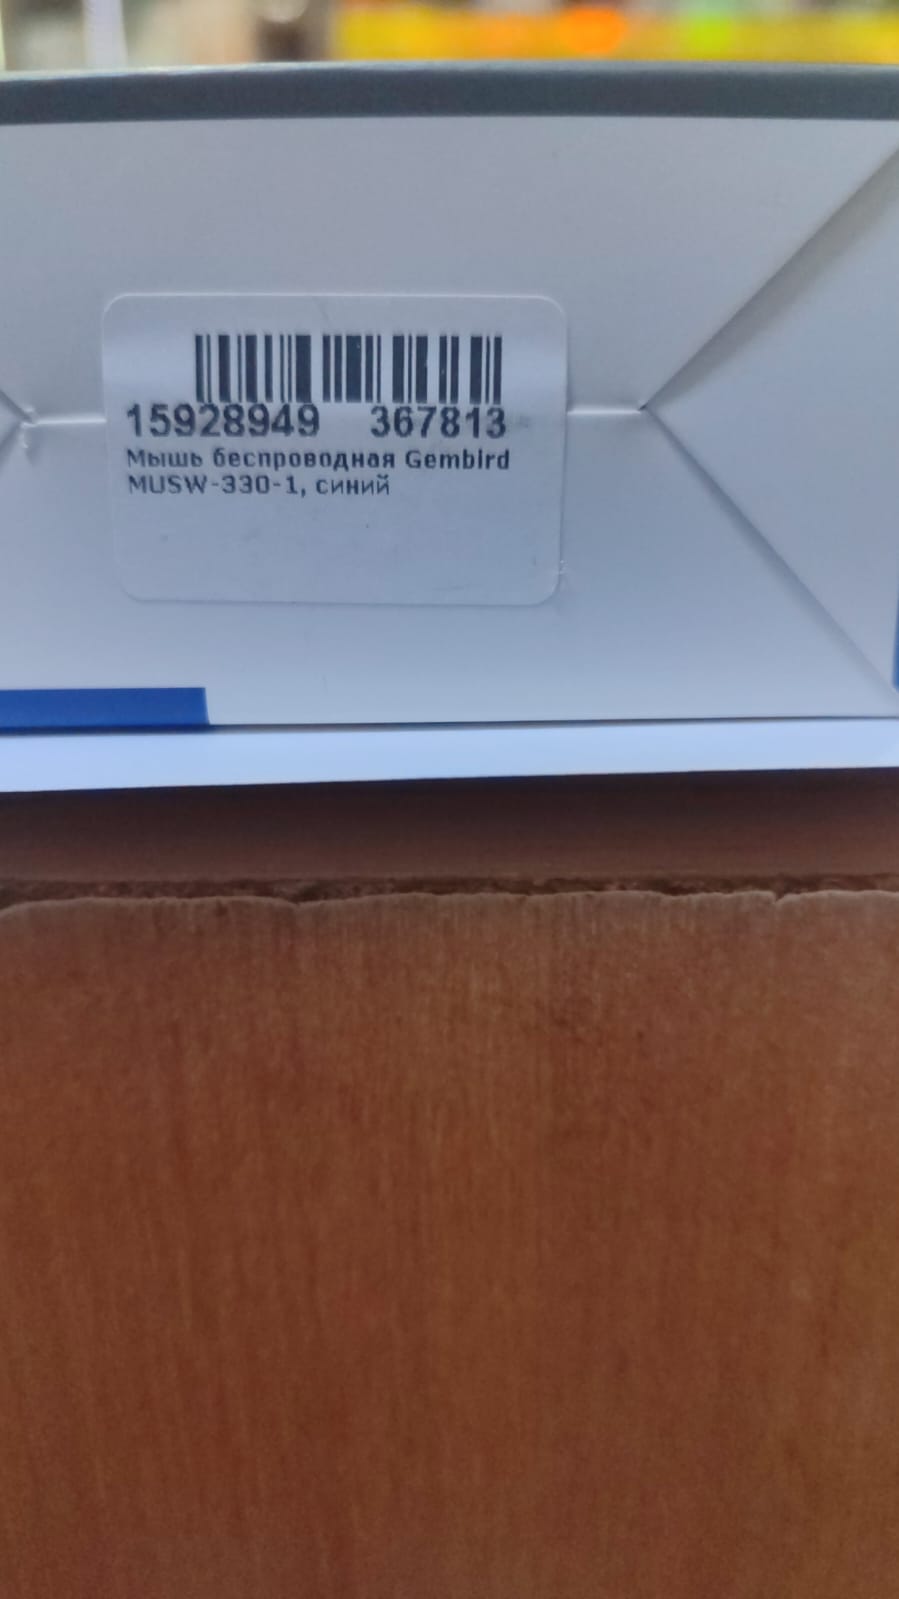 15928949 367813
Мышь беспроводная Gembird
MUSW-330-1, синий